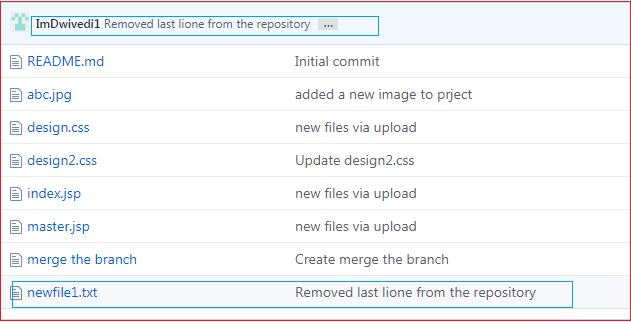 ImDwivedi1 Removed last lione from the repository ...
README.md Initial commit
abc.jpg added a new image to prject
design.css new files via upload
design2.css Update design2.css
index.jsp new files via upload
master.jsp new files via upload
merge the branch Create merge the branch
newfile1.txt Removed last lione from the repository